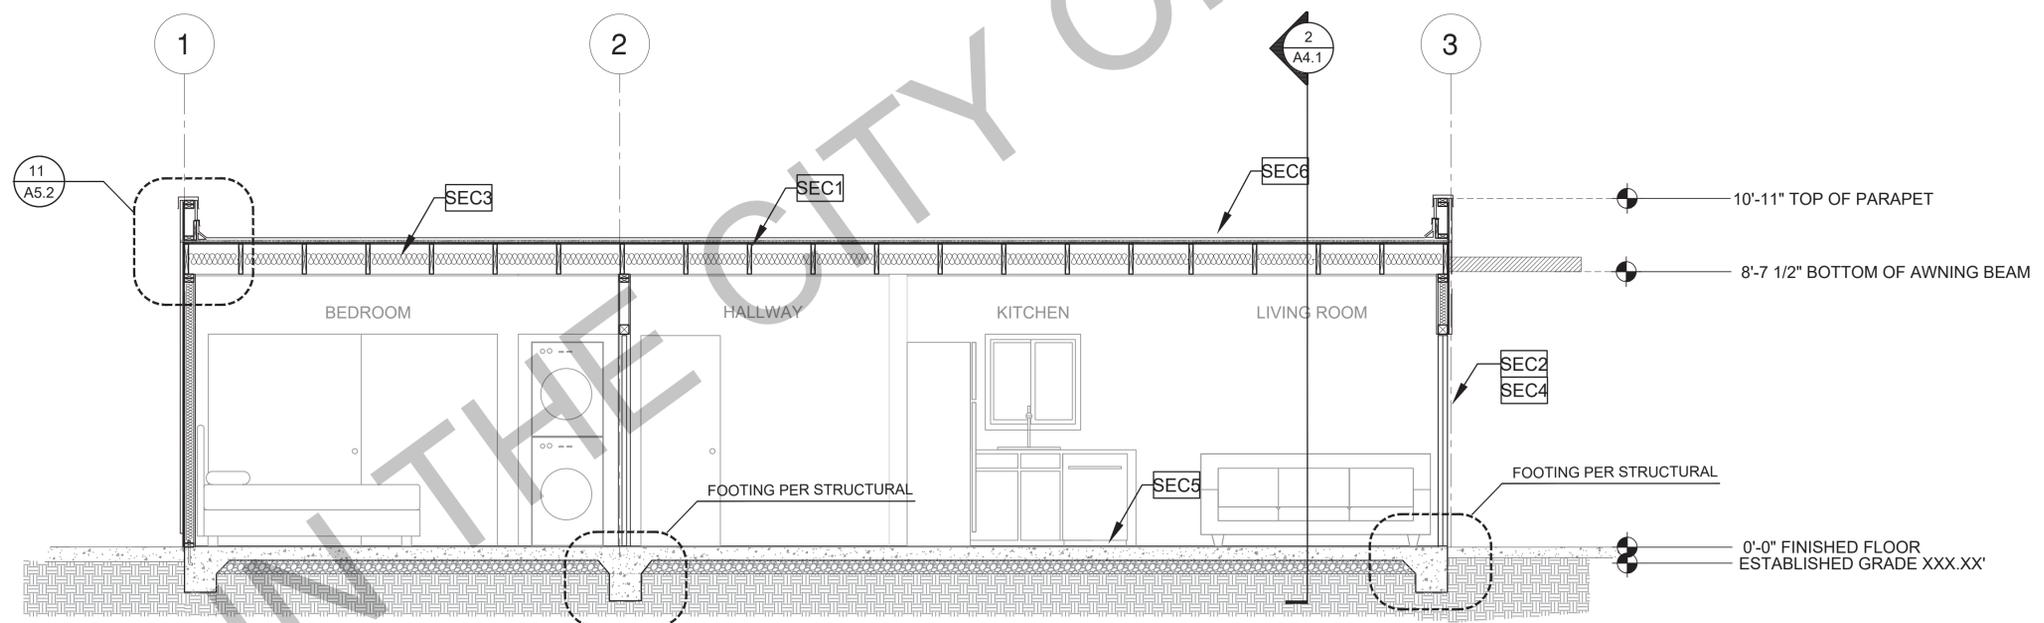 1
2
3
2
A4.1
11
A5.2
SEC3
SEC1
SEC6
10'-11" TOP OF PARAPET
8'-7 1/2" BOTTOM OF AWNING BEAM
BEDROOM
HALLWAY
KITCHEN
LIVING ROOM
SEC2
SEC4
FOOTING PER STRUCTURAL
SEC5
FOOTING PER STRUCTURAL
0'-0" FINISHED FLOOR
ESTABLISHED GRADE XXX.XX'
IN THE CITY O